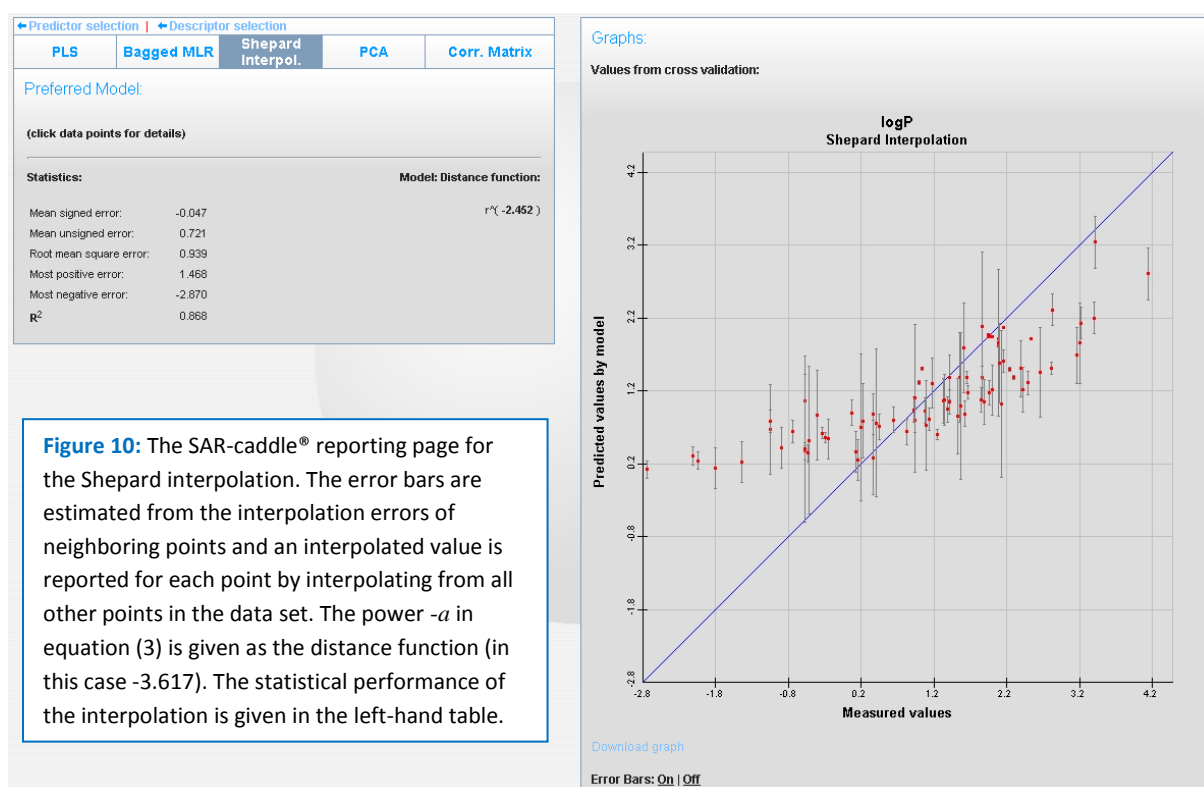 ←Predictor selection | ←Descriptor selection
PLS Bagged MLR Shepard Interpol. PCA Corr. Matrix
Preferred Model:
(click data points for details)
Statistics: Model: Distance function:
Mean signed error: -0.047 r^( -2.452 )
Mean unsigned error: 0.721
Root mean square error: 0.939
Most positive error: 1.468
Most negative error: -2.870
R2 0.868
Figure 10: The SAR-caddle® reporting page for
the Shepard interpolation. The error bars are
estimated from the interpolation errors of
neighboring points and an interpolated value is
reported for each point by interpolating from all
other points in the data set. The power -a in
equation (3) is given as the distance function (in
this case -3.617). The statistical performance of
the interpolation is given in the left-hand table.
Graphs:
Values from cross validation:
logP
Shepard Interpolation
Predicted values by model
4.2
3.2
2.2
1.2
0.2
-0.8
-1.8
-2.8
-2.8 -1.8 -0.8 0.2 1.2 2.2 3.2 4.2
Measured values
Download graph
Error Bars: On | Off